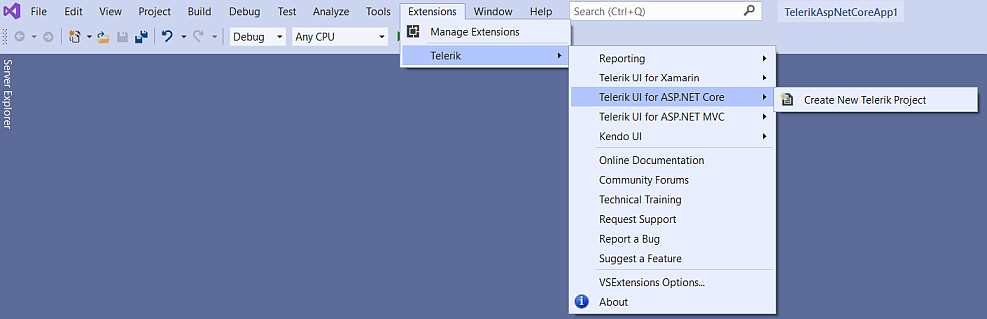 File Edit View Project Build Debug Test Analyze Tools Extensions Window Help Search (Ctrl+Q) TelerikAspNetCoreApp1
Debug Any CPU
Manage Extensions
Telerik
Reporting
Telerik UI for Xamarin
Telerik UI for ASP.NET Core
Create New Telerik Project
Telerik UI for ASP.NET MVC
Kendo UI
Online Documentation
Community Forums
Technical Training
Request Support
Report a Bug
Suggest a Feature
VSExtensions Options...
About
Server Explorer